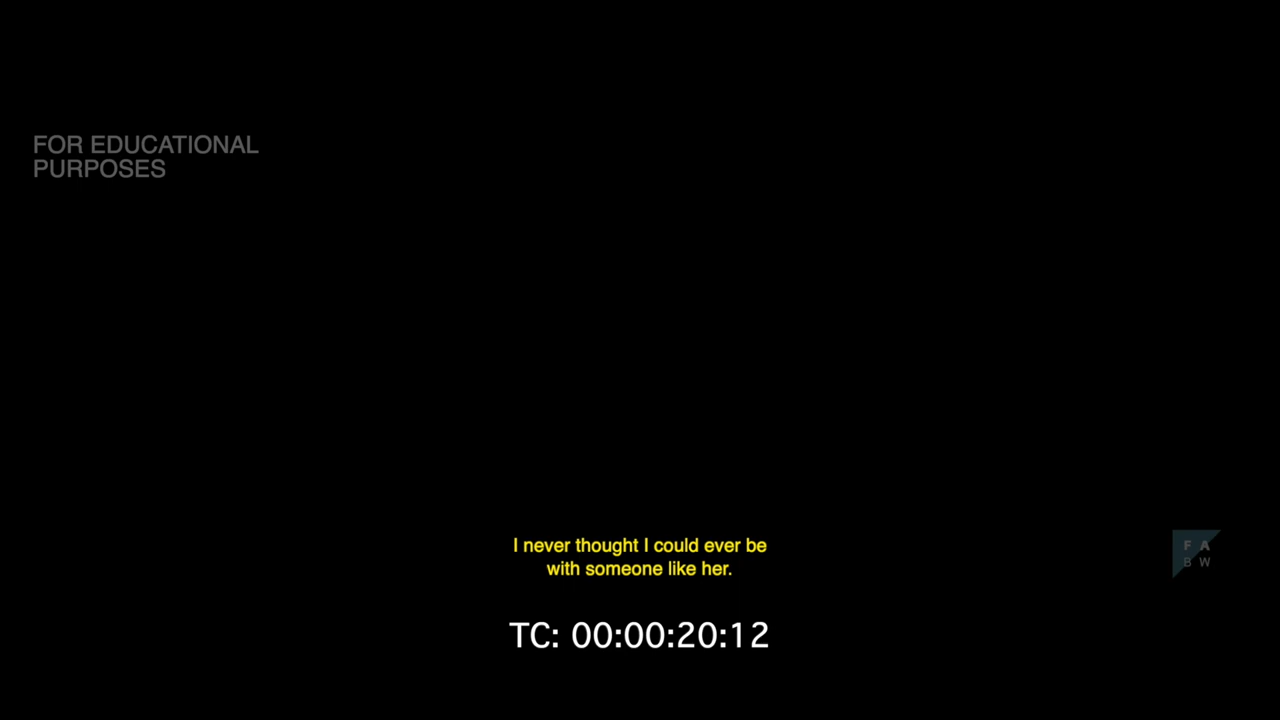 FOR EDUCATIONAL
PURPOSES
I never thought I could ever be
with someone like her.
F A
B W
TC: 00:00:20:12